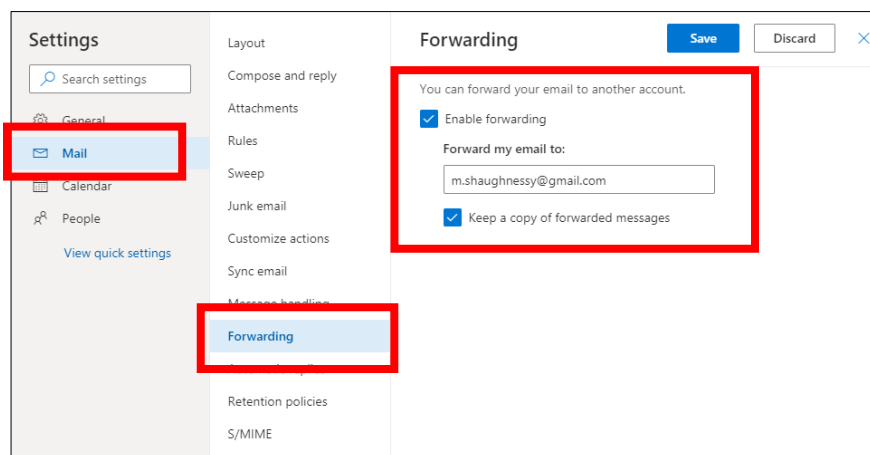 Settings
Search settings
General
Mail
Calendar
People
View quick settings
Layout
Compose and reply
Attachments
Rules
Sweep
Junk email
Customize actions
Sync email
Message handling
Forwarding
Retention policies
S/MIME
Forwarding
Save
Discard
You can forward your email to another account.
Enable forwarding
Forward my email to:
m.shaughnessy@gmail.com
Keep a copy of forwarded messages